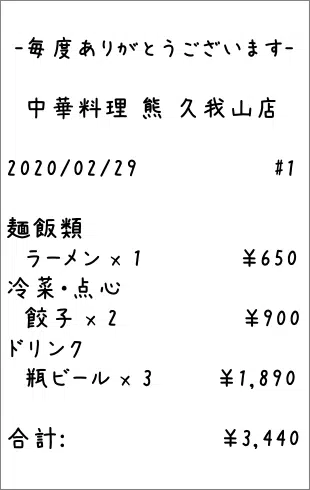 -毎度ありがとうございます-
中華料理 熊 久我山店
2020/02/29 #1
麺飯類
ラーメン x 1 ¥650
冷菜・点心
餃子 x 2 ¥900
ドリンク
瓶ビール x 3 ¥1,890
合計: ¥3,440